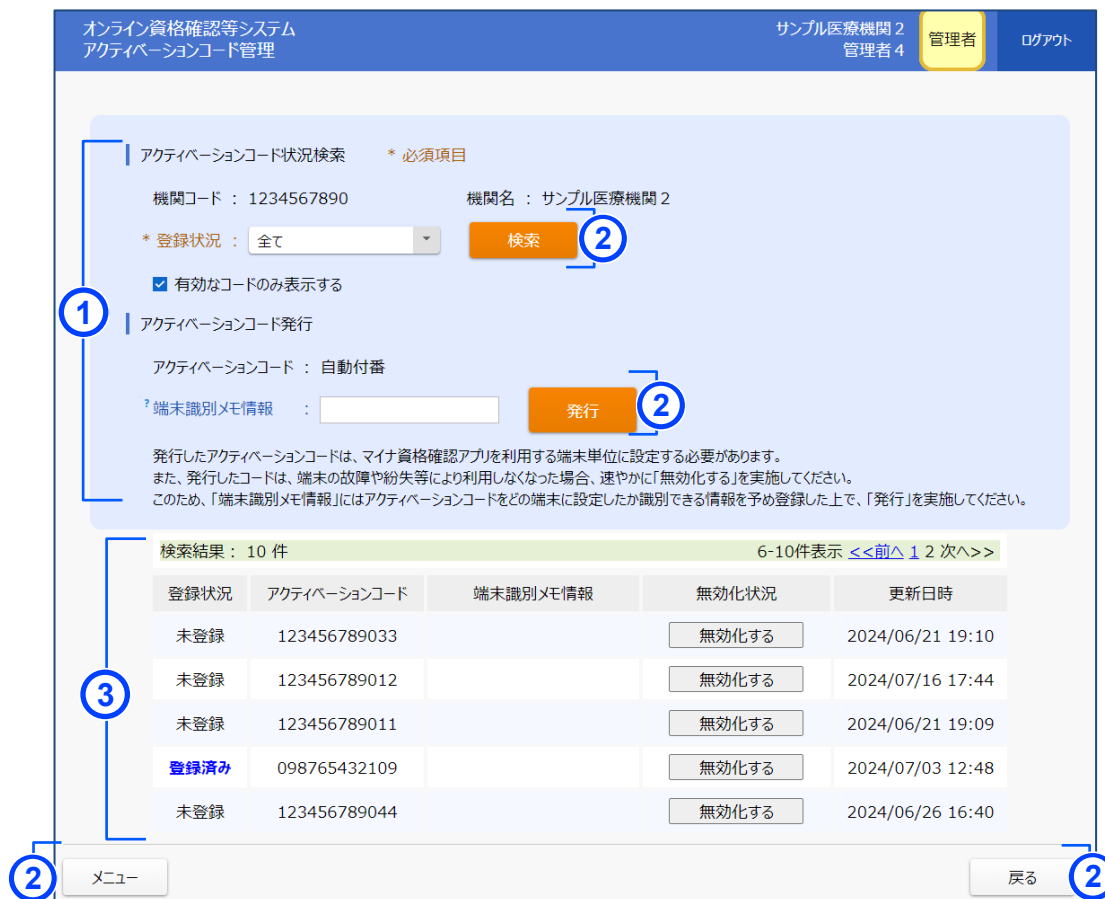 オンライン資格確認等システム
アクティベーションコード管理
サンプル医療機関2
管理者4
管理者
ログアウト
アクティベーションコード状況検索 * 必須項目
機関コード : 1234567890 機関名 : サンプル医療機関2
* 登録状況 : 全て 検索 2
有効なコードのみ表示する
1
アクティベーションコード発行
アクティベーションコード : 自動付番
? 端末識別メモ情報 : 発行 2
発行したアクティベーションコードは、マイナ資格確認アプリを利用する端末単位に設定する必要があります。
また、発行したコードは、端末の故障や紛失等により利用しなくなった場合、速やかに「無効化する」を実施してください。
このため、「端末識別メモ情報」にはアクティベーションコードをどの端末に設定したか識別できる情報を予め登録した上で、「発行」を実施してください。
検索結果: 10 件 6-10件表示 <<前へ 1 2 次へ>>
登録状況 アクティベーションコード 端末識別メモ情報 無効化状況 更新日時
未登録 123456789033 無効化する 2024/06/21 19:10
未登録 123456789012 無効化する 2024/07/16 17:44
3
未登録 123456789011 無効化する 2024/06/21 19:09
登録済み 098765432109 無効化する 2024/07/03 12:48
未登録 123456789044 無効化する 2024/06/26 16:40
2 メニュー 戻る 2